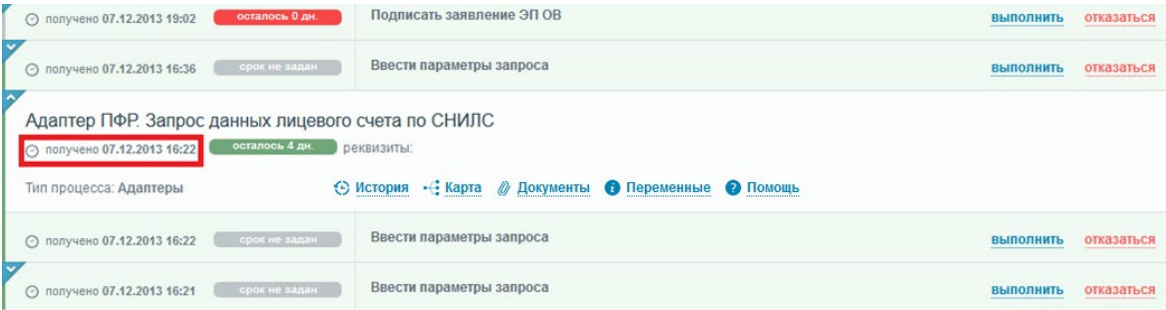 получено 07.12.2013 19:02 осталось 0 дн. Подписать заявление ЭП ОВ выполнить отказаться
получено 07.12.2013 16:36 срок не задан Ввести параметры запроса выполнить отказаться
Адаптер ПФР. Запрос данных лицевого счета по СНИЛС
получено 07.12.2013 16:22 осталось 4 дн. реквизиты:
Тип процесса: Адаптеры История Карта Документы Переменные Помощь
получено 07.12.2013 16:22 срок не задан Ввести параметры запроса выполнить отказаться
получено 07.12.2013 16:21 срок не задан Ввести параметры запроса выполнить отказаться